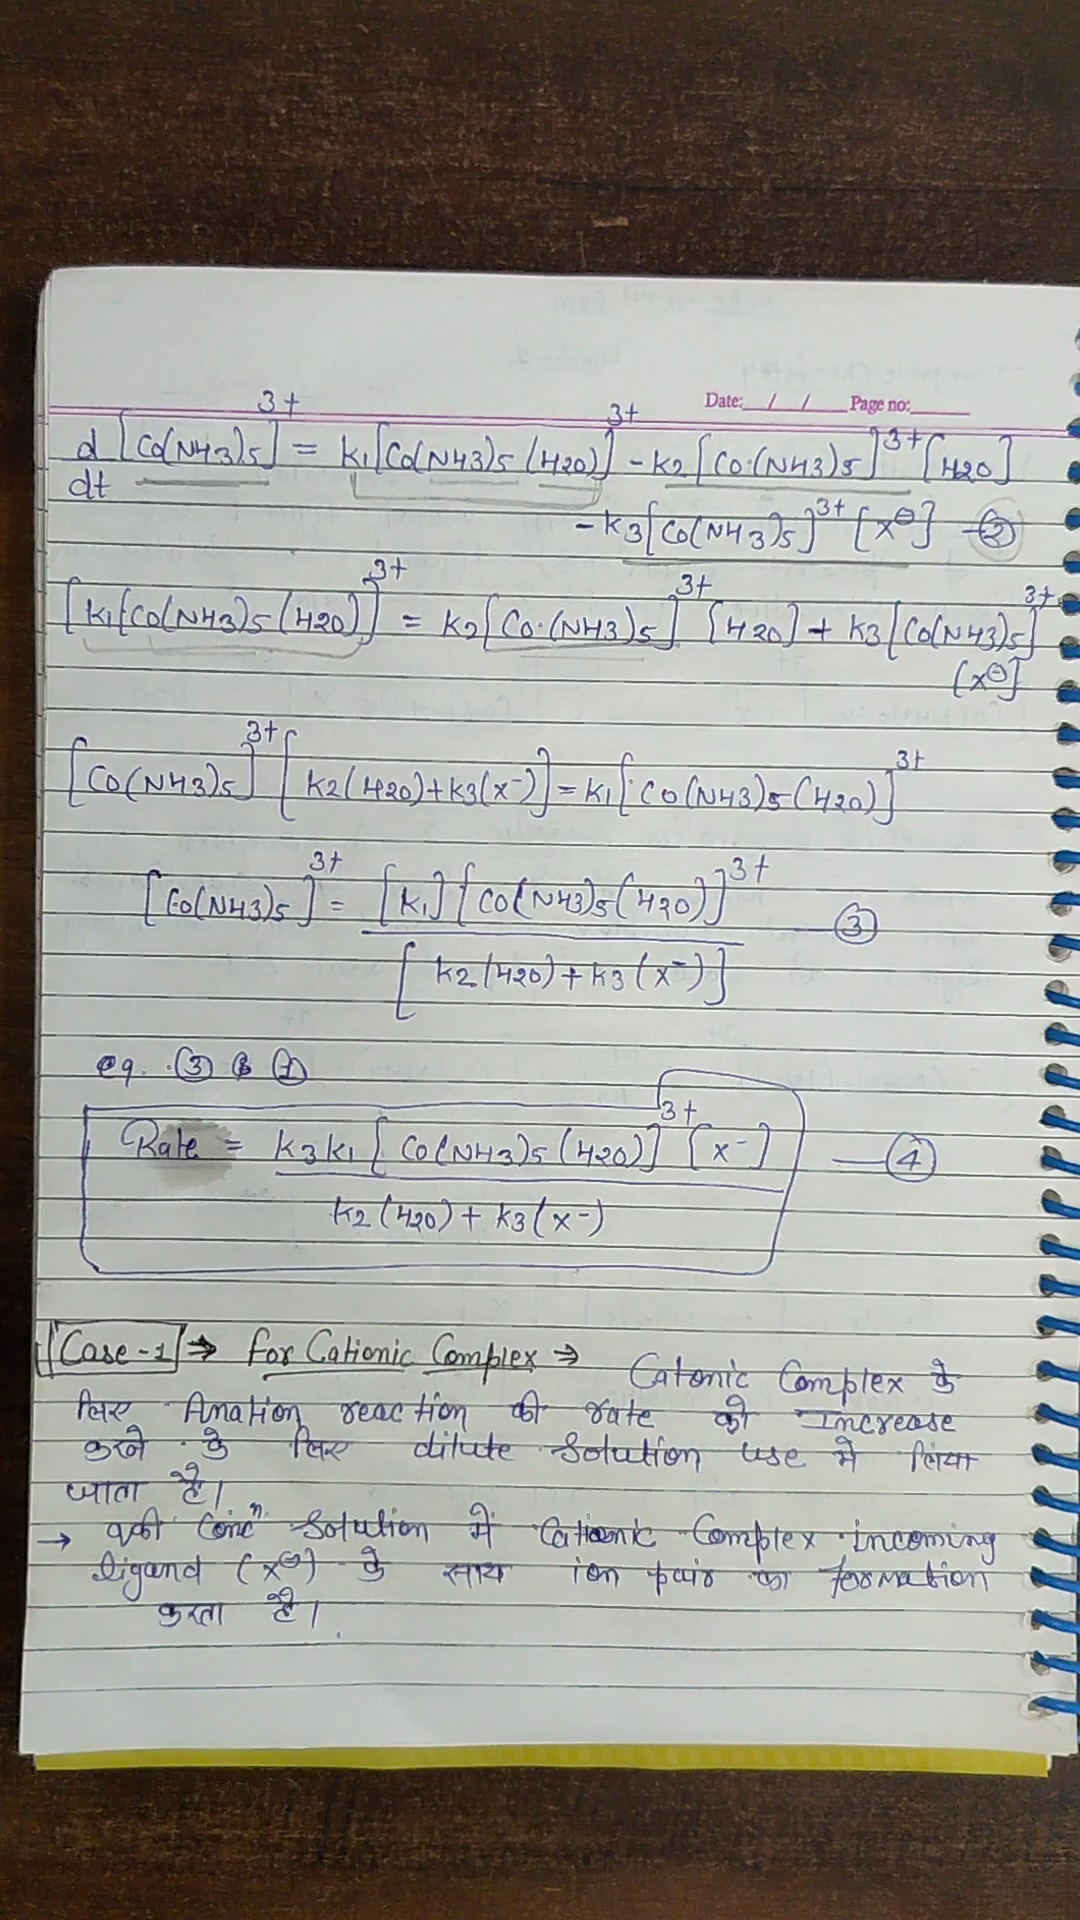 Date: / / Page no:
d/dt [Co(NH3)5]3+ = K1[Co(NH3)5(H2O)]3+ - K2[Co.(NH3)5]3+ [H2O]
- K3[Co(NH3)5]3+ [x⊖] - ②
[K1[Co(NH3)5(H2O)]3+ = K2[Co.(NH3)5]3+ [H2O] + K3[Co(NH3)5]3+
[x⊖]
[Co(NH3)5]3+ [K2(H2O)+K3(x-)] = K1[Co(NH3)5(H2O)]3+
[Co(NH3)5]3+ = [K1][Co(NH3)5(H2O)]3+ — ③
[K2(H2O)+K3(x-)]
eq. ③ & ①
Rate = K3K1[Co(NH3)5(H2O)]3+ [x-] — ④
K2(H2O) + K3(x-)
Case-1 ⇒ for Cationic Complex ⇒ Catonic Complex के
लिए Anation reaction की rate को Increase
करने के लिए dilute Solution use मे लिया
जाता है।
→ Concn Solution में Cationic Complex incoming
ligand (x⊖) के साथ ion pair का formation
करता है।